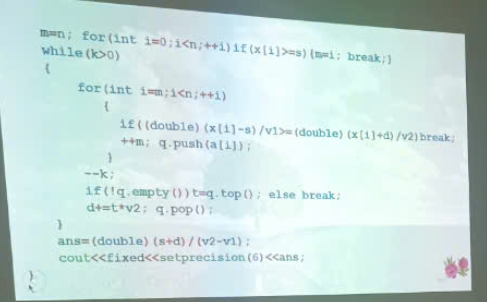 m=n; for(int i=0;i<n;++i)if(x[i]>=s){m=i; break;}
while(k>0)
{
for(int i=m;i<n;++i)
{
if((double)(x[i]-s)/v1>=(double)(x[i]+d)/v2)break;
++m; q.push(a[i]);
}
--k;
if(!q.empty())t=q.top(); else break;
d+=t*v2; q.pop();
}
ans=(double)(s+d)/(v2-v1);
cout<<fixed<<setprecision(6)<<ans;
}